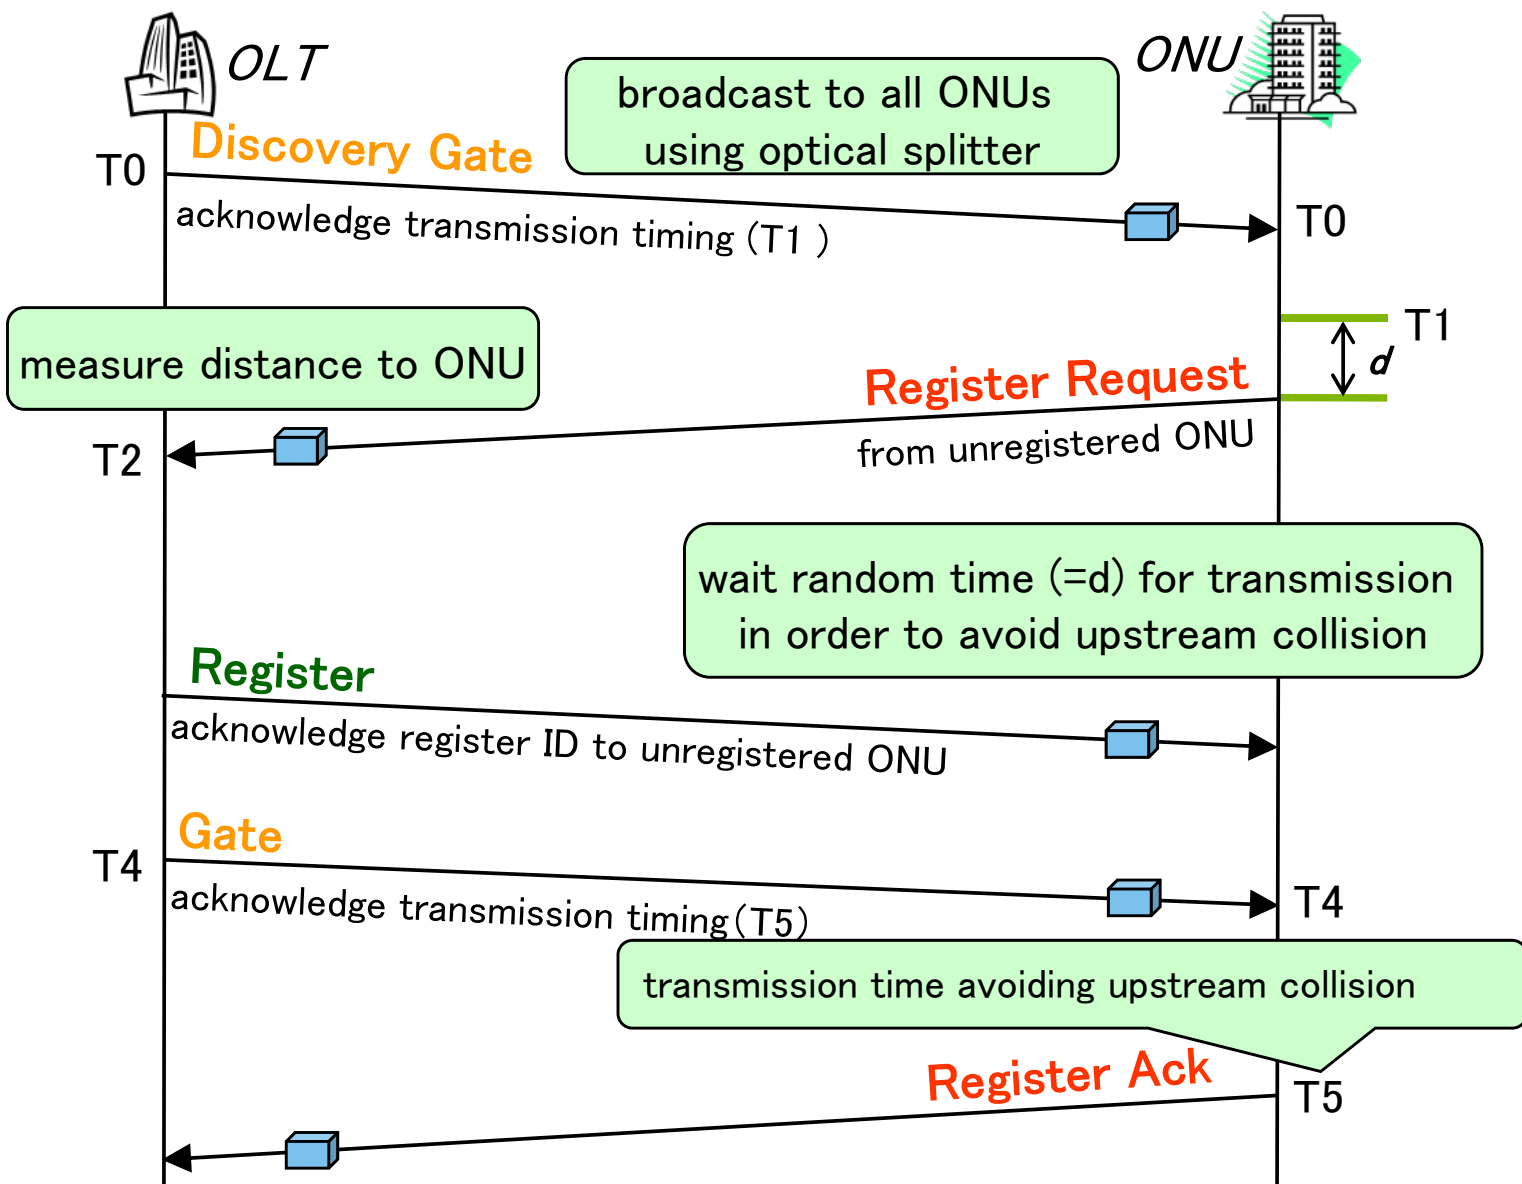 OLT
ONU
broadcast to all ONUs
using optical splitter
Discovery Gate
T0
acknowledge transmission timing (T1 )
T0
T1
d
measure distance to ONU
Register Request
T2
from unregistered ONU
wait random time (=d) for transmission
in order to avoid upstream collision
Register
acknowledge register ID to unregistered ONU
Gate
T4
acknowledge transmission timing(T5)
T4
transmission time avoiding upstream collision
Register Ack
T5